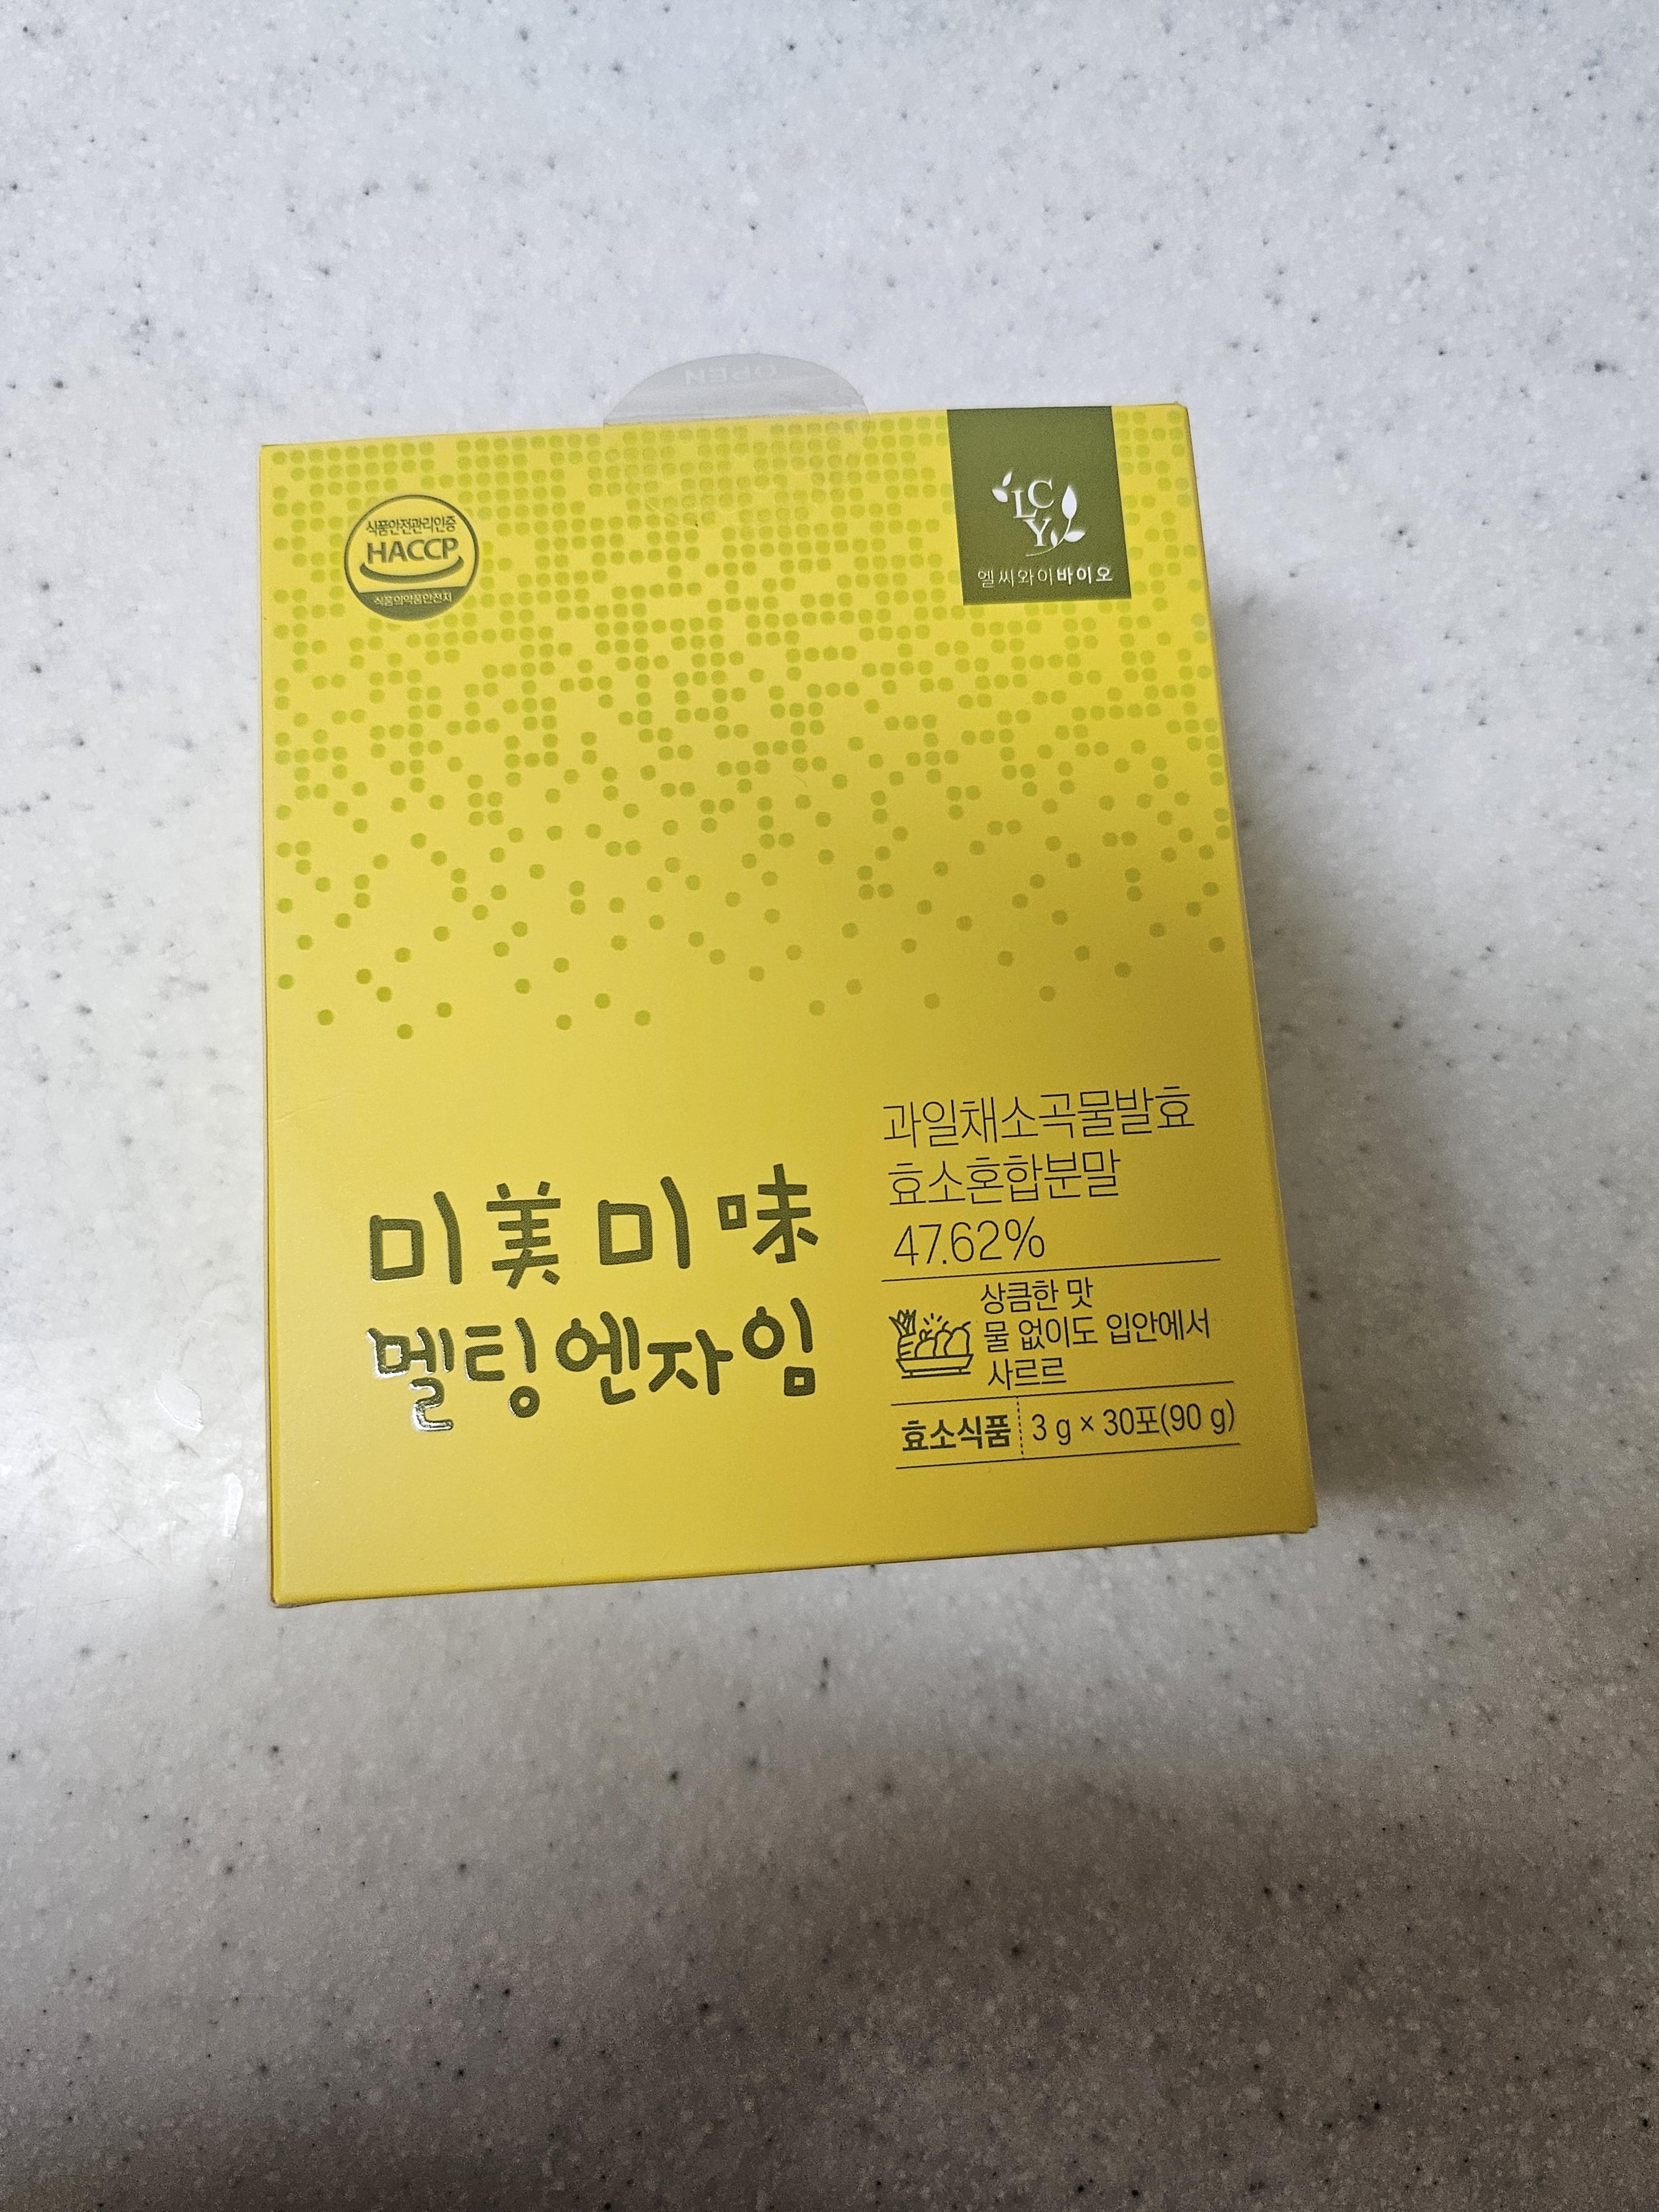 OPEN
식품안전관리인증
HACCP
식품의약품안전처
LCY
엘씨와이바이오
과일채소곡물발효
효소혼합분말
47.62%
미美미味
멜팅엔자임
상큼한 맛
물 없이도 입안에서
사르르
효소식품 3 g × 30포(90 g)